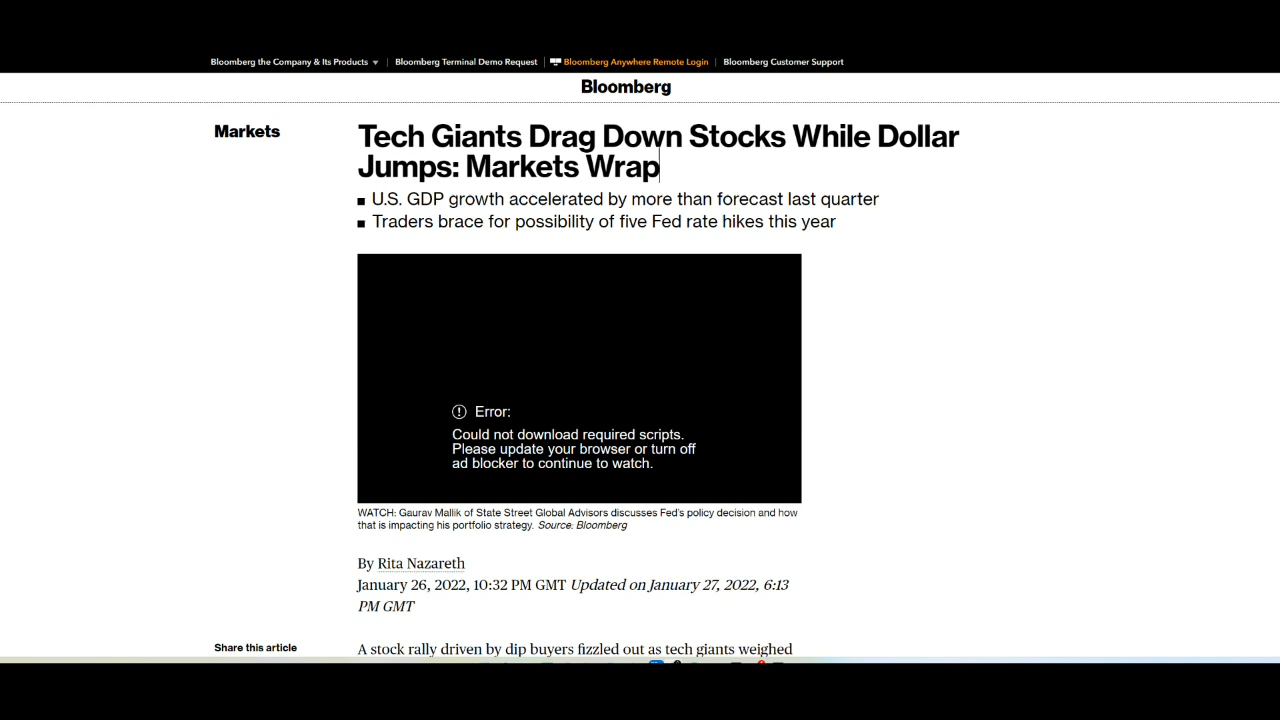 Bloomberg the Company & Its Products ▼ | Bloomberg Terminal Demo Request | Bloomberg Anywhere Remote Login | Bloomberg Customer Support
Bloomberg
Markets
Tech Giants Drag Down Stocks While Dollar
Jumps: Markets Wrap
■ U.S. GDP growth accelerated by more than forecast last quarter
■ Traders brace for possibility of five Fed rate hikes this year
Error:
Could not download required scripts.
Please update your browser or turn off
ad blocker to continue to watch.
WATCH: Gaurav Mallik of State Street Global Advisors discusses Fed's policy decision and how
that is impacting his portfolio strategy. Source: Bloomberg
By Rita Nazareth
January 26, 2022, 10:32 PM GMT Updated on January 27, 2022, 6:13
PM GMT
Share this article
A stock rally driven by dip buyers fizzled out as tech giants weighed